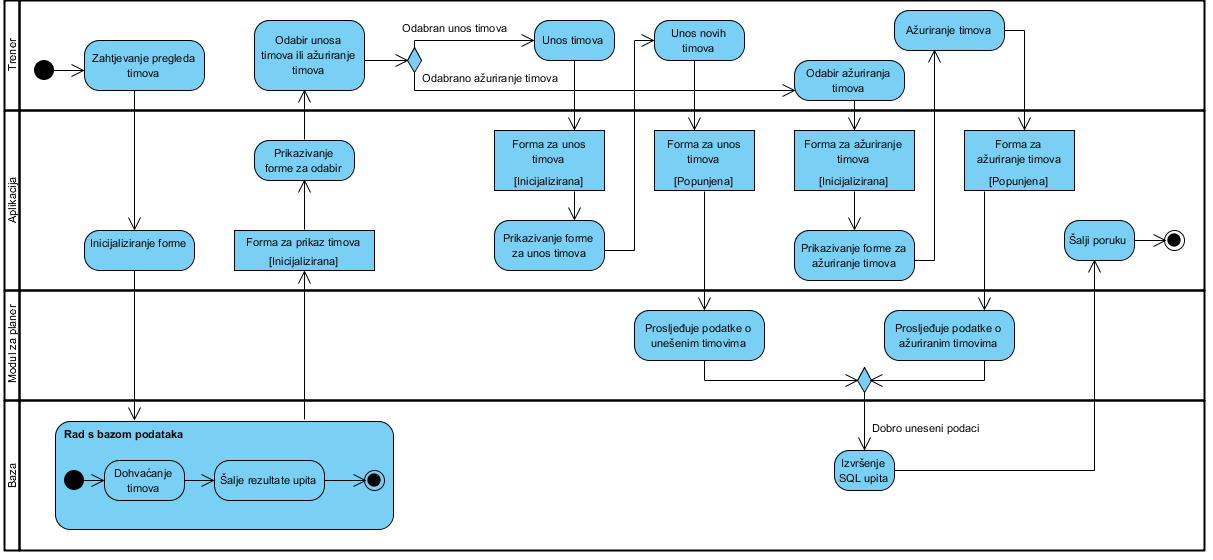 Trener
Zahtjevanje pregleda
timova
Odabir unosa
timova ili ažuriranje
timova
Odabran unos timova
Odabrano ažuriranje timova
Unos timova
Unos novih
timova
Odabir ažuriranja
timova
Ažuriranje timova
Aplikacija
Inicijaliziranje forme
Prikazivanje
forme za odabir
Forma za prikaz timova
[Inicijalizirana]
Forma za unos
timova
[Inicijalizirana]
Prikazivanje forme
za unos timova
Forma za unos
timova
[Popunjena]
Forma za ažuriranje
timova
[Inicijalizirana]
Prikazivanje forme za
ažuriranje timova
Forma za
ažuriranje timova
[Popunjena]
Šalji poruku
Modul za planer
Prosljeđuje podatke o
unešenim timovima
Prosljeđuje podatke o
ažuriranim timovima
Baza
Rad s bazom podataka
Dohvaćanje
timova
Šalje rezultate upita
Dobro uneseni podaci
Izvršenje
SQL upita